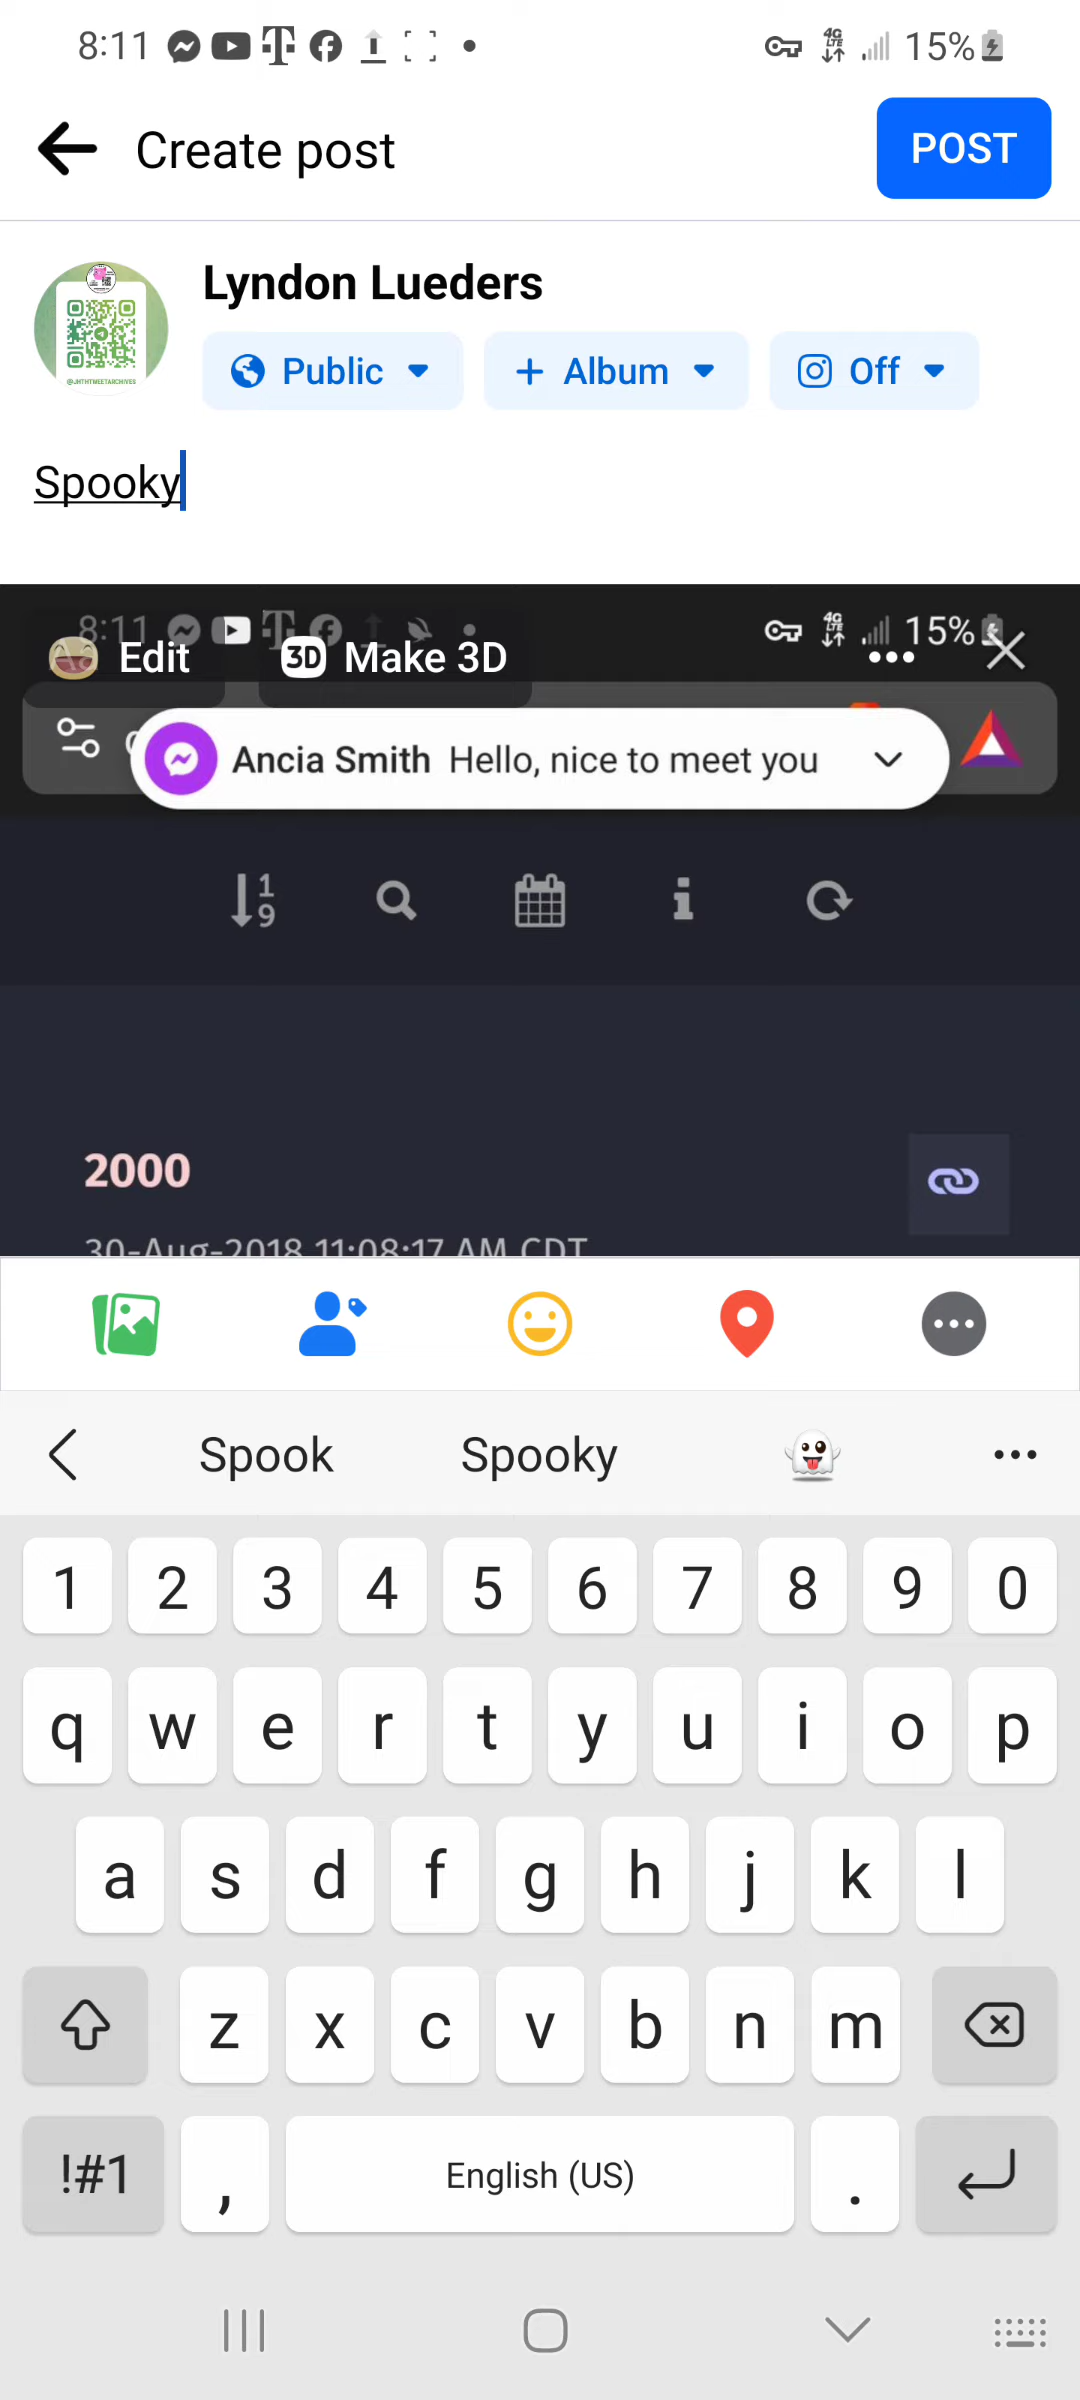 8:11 15%
Create post POST
Lyndon Lueders
@JHTHTMEETARCHIVES
Public + Album Off
Spooky
8:11 15%
Edit 3D Make 3D
Ancia Smith Hello, nice to meet you
2000
30-Aug-2018 11:08:17 AM CDT
Spook Spooky
1 2 3 4 5 6 7 8 9 0
q w e r t y u i o p
a s d f g h j k l
z x c v b n m
!#1 , English (US) .